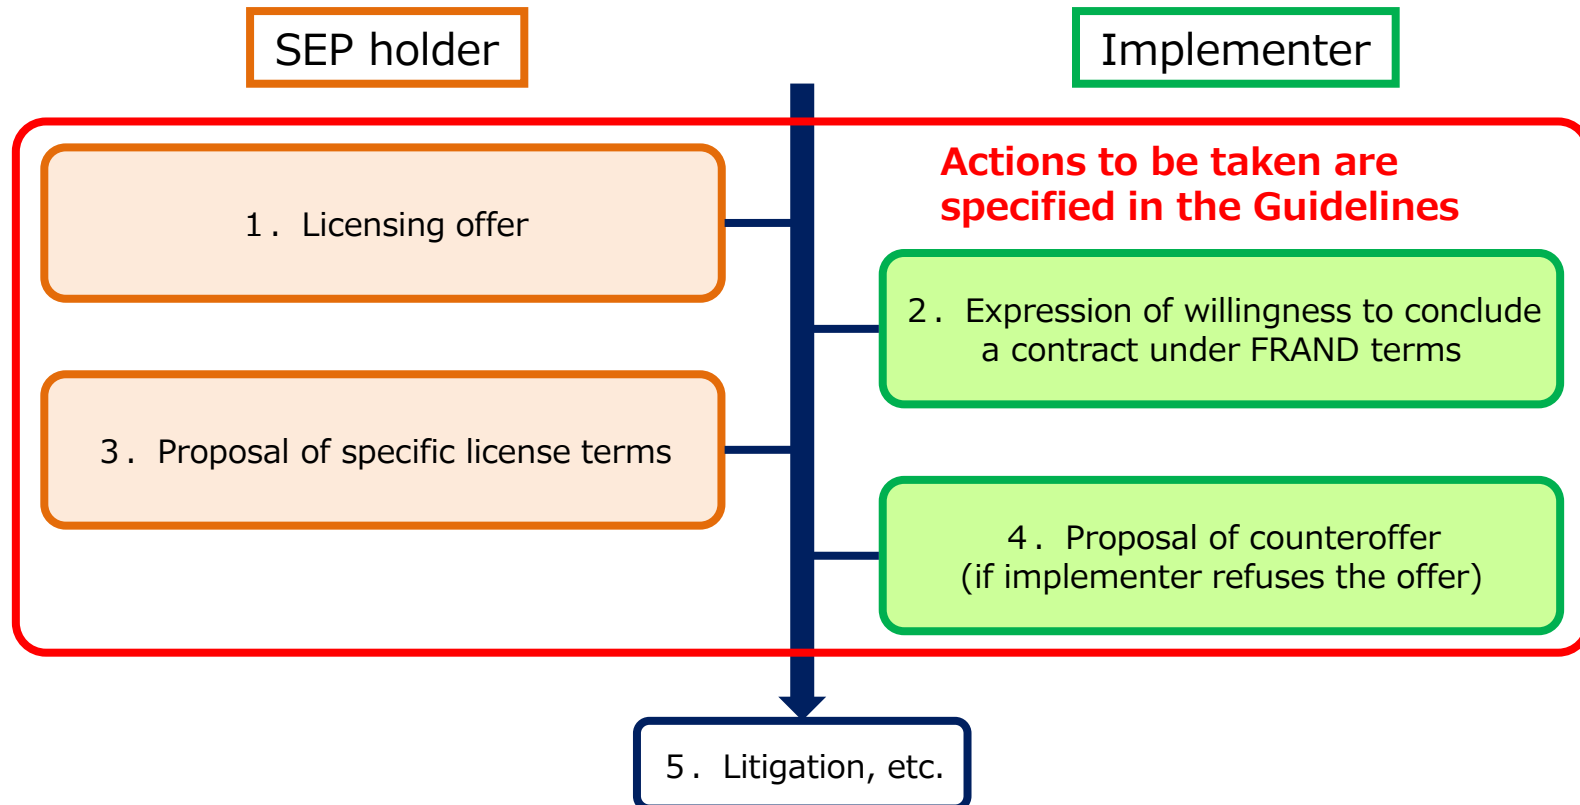 SEP holder
Implementer
Actions to be taken are
specified in the Guidelines
1．Licensing offer
2．Expression of willingness to conclude
a contract under FRAND terms
3．Proposal of specific license terms
4．Proposal of counteroffer
(if implementer refuses the offer)
5．Litigation, etc.